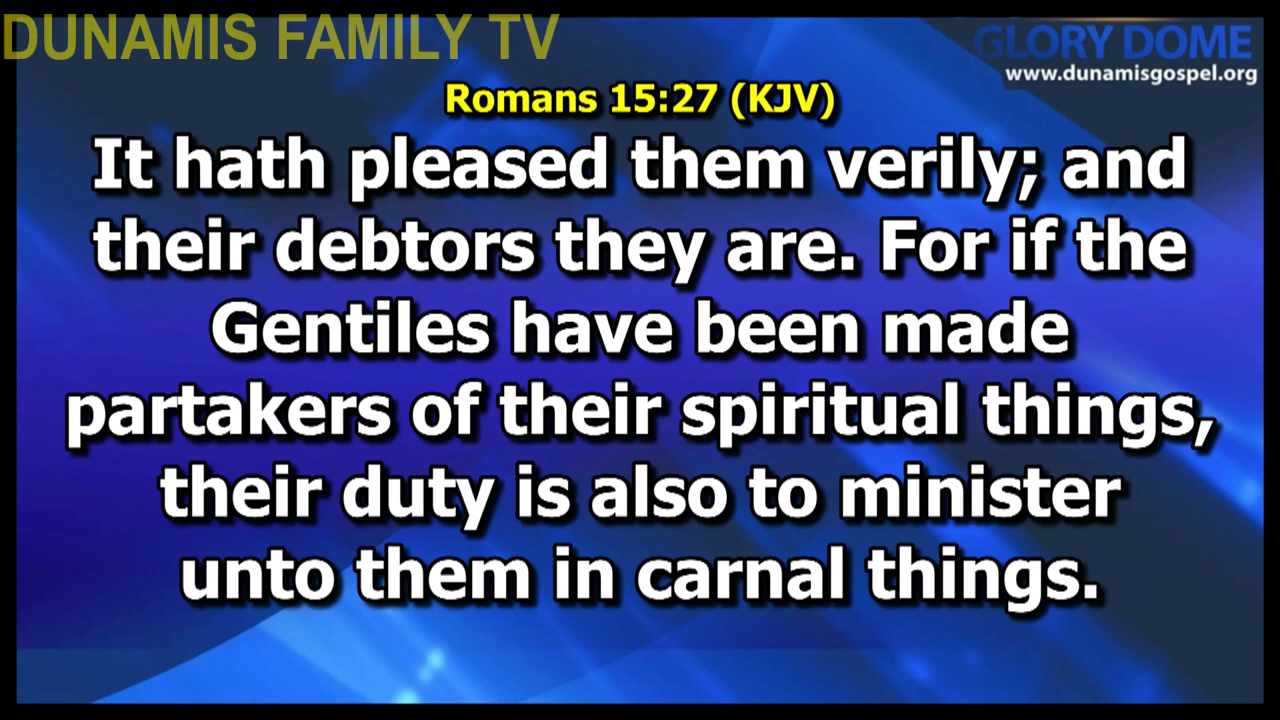 DUNAMIS FAMILY TV
GLORY DOME
www.dunamisgospel.org
Romans 15:27 (KJV)
It hath pleased them verily; and
their debtors they are. For if the
Gentiles have been made
partakers of their spiritual things,
their duty is also to minister
unto them in carnal things.